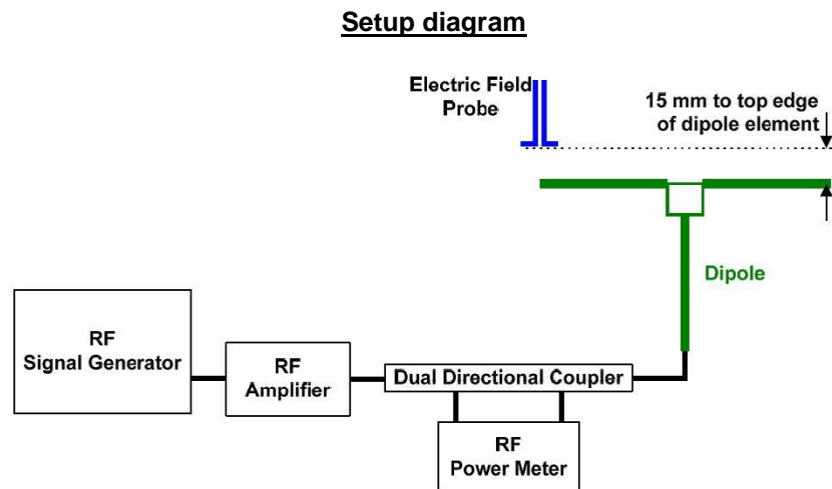 Setup diagram
Electric Field
Probe
15 mm to top edge
of dipole element
Dipole
RF
Signal Generator
RF
Amplifier
Dual Directional Coupler
RF
Power Meter